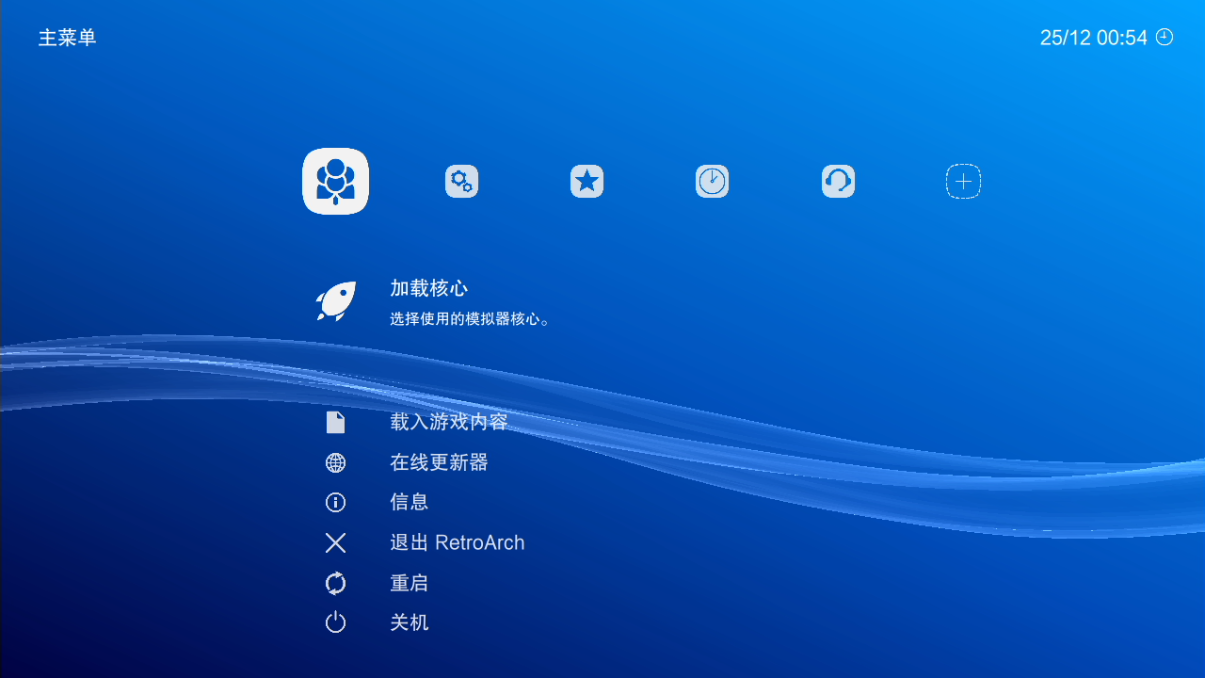 主菜单
25/12 00:54
加载核心
选择使用的模拟器核心。
载入游戏内容
在线更新器
信息
退出 RetroArch
重启
关机